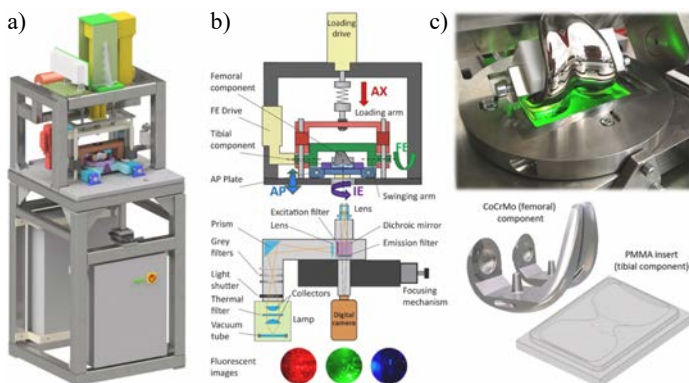 a)
b)
c)
Loading
drive
Femoral
component
FE Drive
Tibial
component
AP Plate
AX
Loading arm
FE
AP
IE
Swinging arm
Lens
Excitation filter
Lens
Prism
Dichroic mirror
Emission filter
Grey
filters
Light
shutter
Thermal
filter
Vacuum
tube
Collectors
Lamp
Digital
camera
Focusing
mechanism
Fluorescent
images
CoCrMo (femoral)
component
PMMA insert
(tibial component)